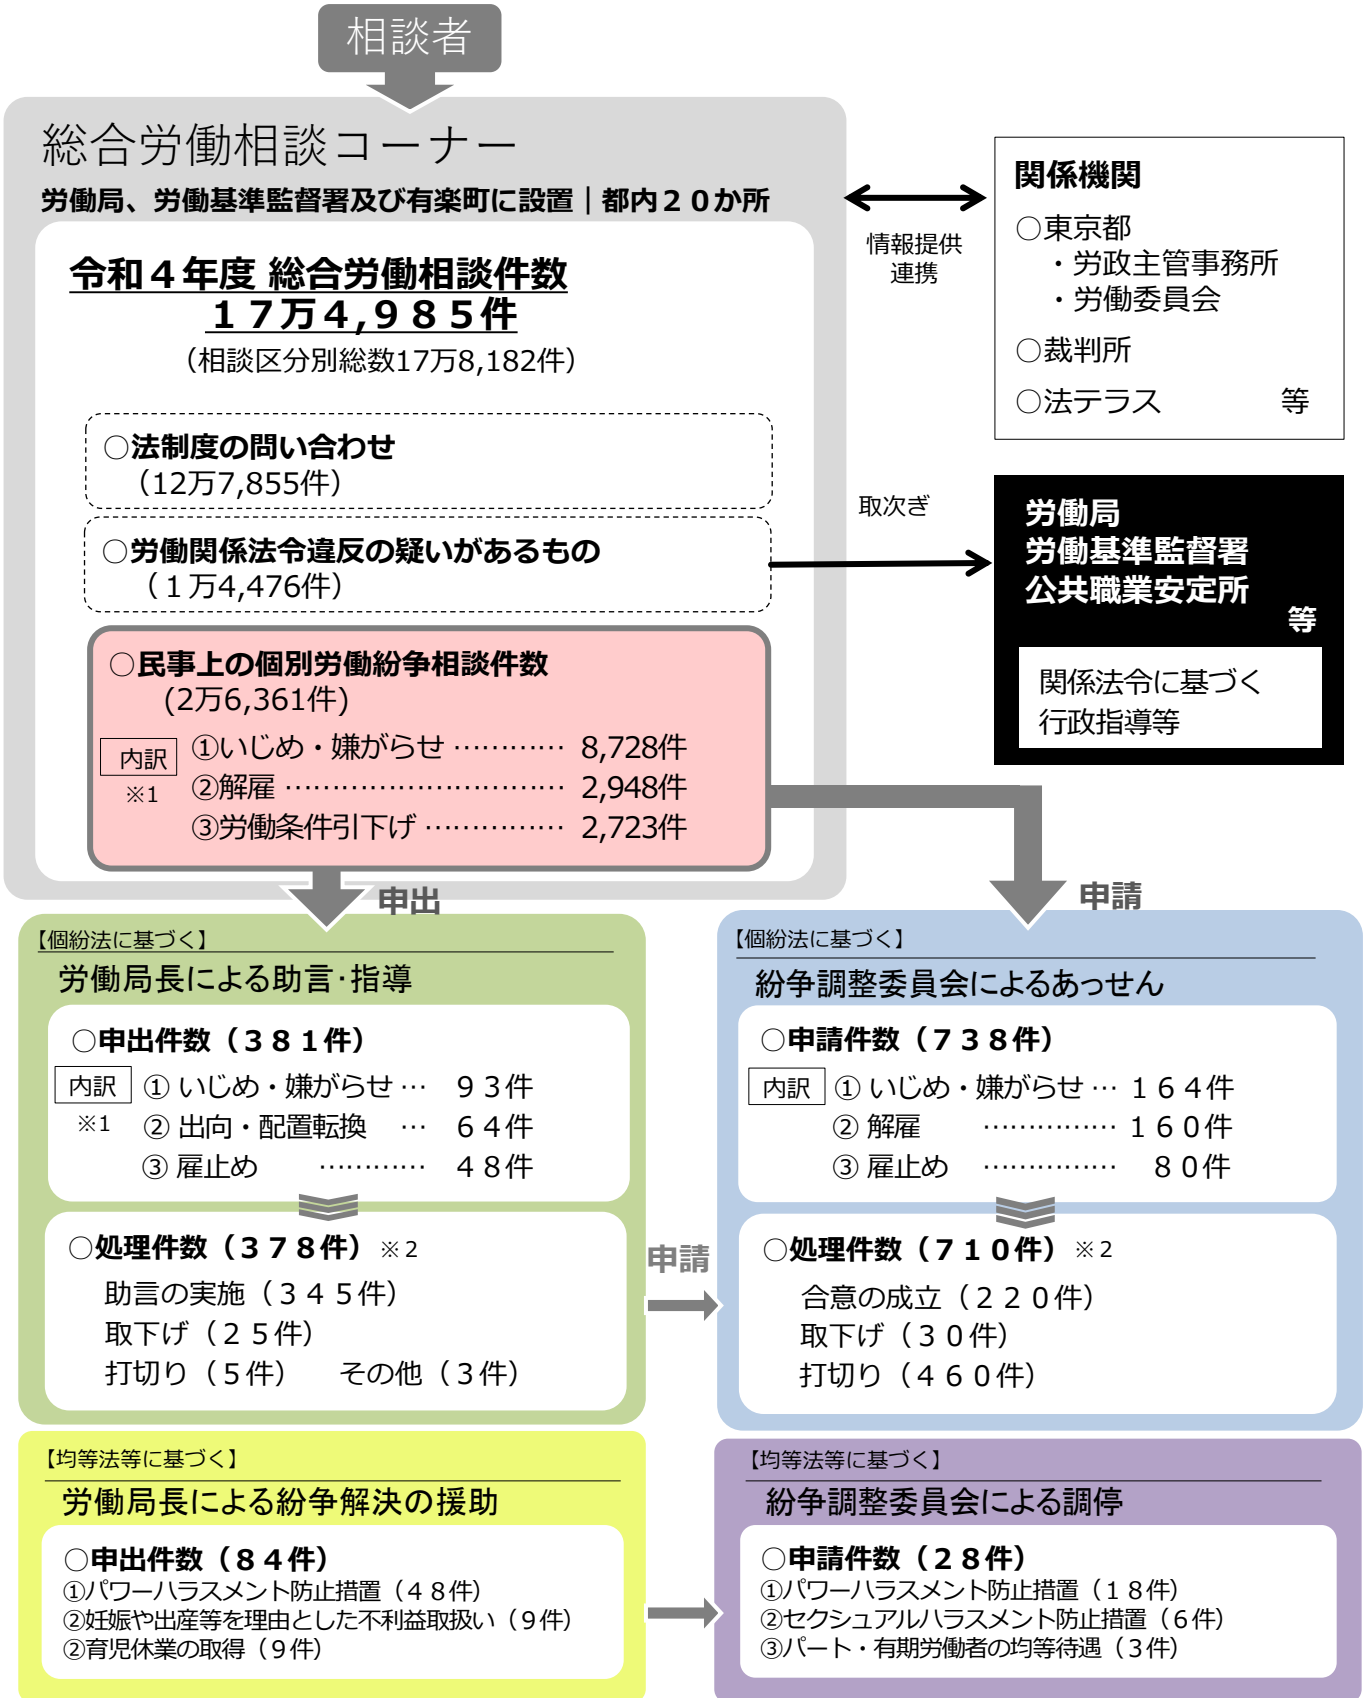 相談者
総合労働相談コーナー
労働局、労働基準監督署及び有楽町に設置｜都内２０か所
令和４年度 総合労働相談件数
１７万４,９８５件
（相談区分別総数17万8,182件）
○法制度の問い合わせ
（12万7,855件）
○労働関係法令違反の疑いがあるもの
（１万4,476件）
○民事上の個別労働紛争相談件数
(2万6,361件)
内訳
※1
①いじめ・嫌がらせ ………… 8,728件
②解雇 ………………………… 2,948件
③労働条件引下げ …………… 2,723件
情報提供
連携
関係機関
○東京都
・労政主管事務所
・労働委員会
○裁判所
○法テラス 等
取次ぎ
労働局
労働基準監督署
公共職業安定所
等
関係法令に基づく
行政指導等
申出
申請
【個紛法に基づく】
労働局長による助言･指導
○申出件数（３８１件）
内訳
※1
① いじめ・嫌がらせ … ９３件
② 出向・配置転換 … ６４件
③ 雇止め ………… ４８件
○処理件数（３７８件）※２
助言の実施（３４５件）
取下げ（２５件）
打切り（５件） その他（３件）
申請
【個紛法に基づく】
紛争調整委員会によるあっせん
○申請件数（７３８件）
内訳
① いじめ・嫌がらせ … １６４件
② 解雇 …………… １６０件
③ 雇止め …………… ８０件
○処理件数（７１０件）※２
合意の成立（２２０件）
取下げ（３０件）
打切り（４６０件）
【均等法等に基づく】
労働局長による紛争解決の援助
○申出件数（８４件）
①パワーハラスメント防止措置（４８件）
②妊娠や出産等を理由とした不利益取扱い（９件）
②育児休業の取得（９件）
【均等法等に基づく】
紛争調整委員会による調停
○申請件数（２８件）
①パワーハラスメント防止措置（１８件）
②セクシュアルハラスメント防止措置（６件）
③パート・有期労働者の均等待遇（３件）